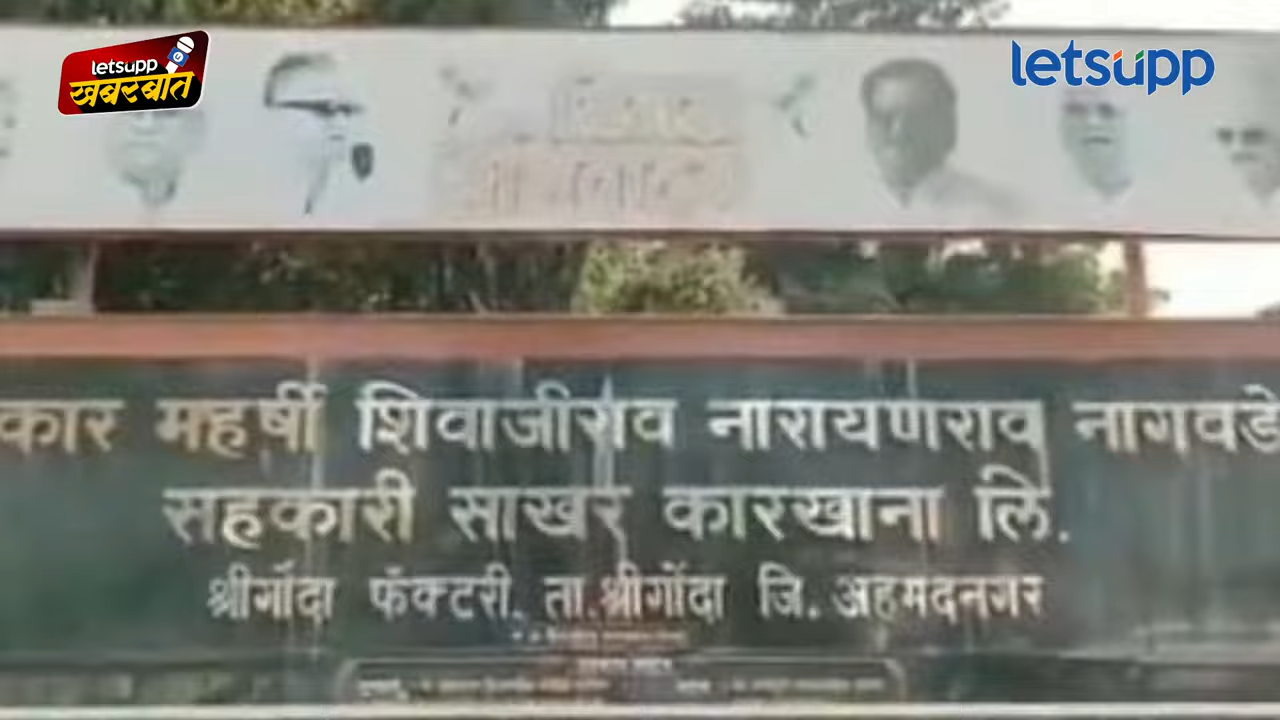 letsupp
खबरबात
letsupp
कार महर्षी शिवाजीराव नारायणराव नागवडे
सहकारी साखर कारखाना लि.
श्रीगोंदा फॅक्टरी. ता.श्रीगोंदा जि. अहमदनगर